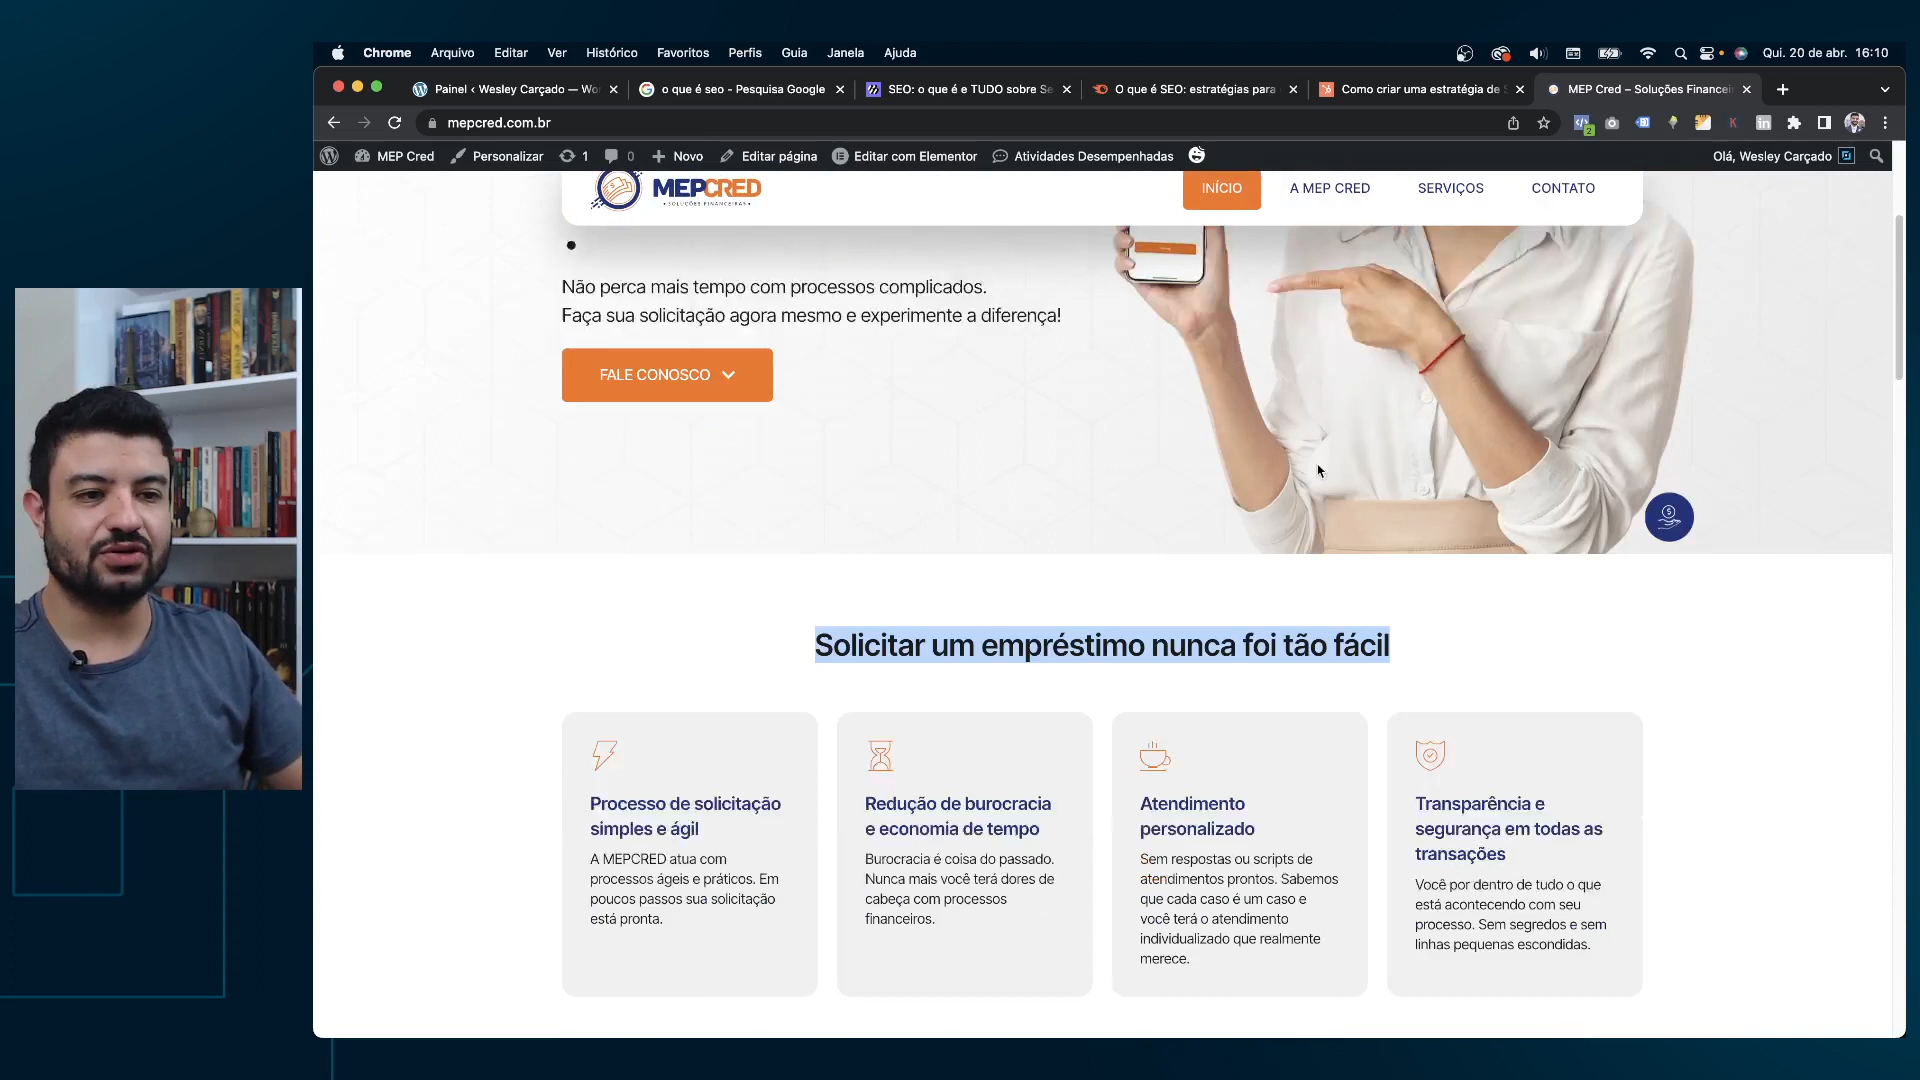 Chrome Arquivo Editar Ver Histórico Favoritos Perfis Guia Janela Ajuda Qui. 20 de abr. 16:10
Painel ‹ Wesley Carçado — Wo o que é seo - Pesquisa Google SEO: o que é e TUDO sobre Se O que é SEO: estratégias para Como criar uma estratégia de MEP Cred – Soluções Financei
mepcred.com.br
MEP Cred Personalizar 1 0 Novo Editar página Editar com Elementor Atividades Desempenhadas Olá, Wesley Carçado
MEPCRED INÍCIO A MEP CRED SERVIÇOS CONTATO
• SOLUÇÕES FINANCEIRAS •
Não perca mais tempo com processos complicados.
Faça sua solicitação agora mesmo e experimente a diferença!
FALE CONOSCO
Solicitar um empréstimo nunca foi tão fácil
Processo de solicitação
simples e ágil
A MEPCRED atua com
processos ágeis e práticos. Em
poucos passos sua solicitação
está pronta.
Redução de burocracia
e economia de tempo
Burocracia é coisa do passado.
Nunca mais você terá dores de
cabeça com processos
financeiros.
Atendimento
personalizado
Sem respostas ou scripts de
atendimentos prontos. Sabemos
que cada caso é um caso e
você terá o atendimento
individualizado que realmente
merece.
Transparência e
segurança em todas as
transações
Você por dentro de tudo o que
está acontecendo com seu
processo. Sem segredos e sem
linhas pequenas escondidas.